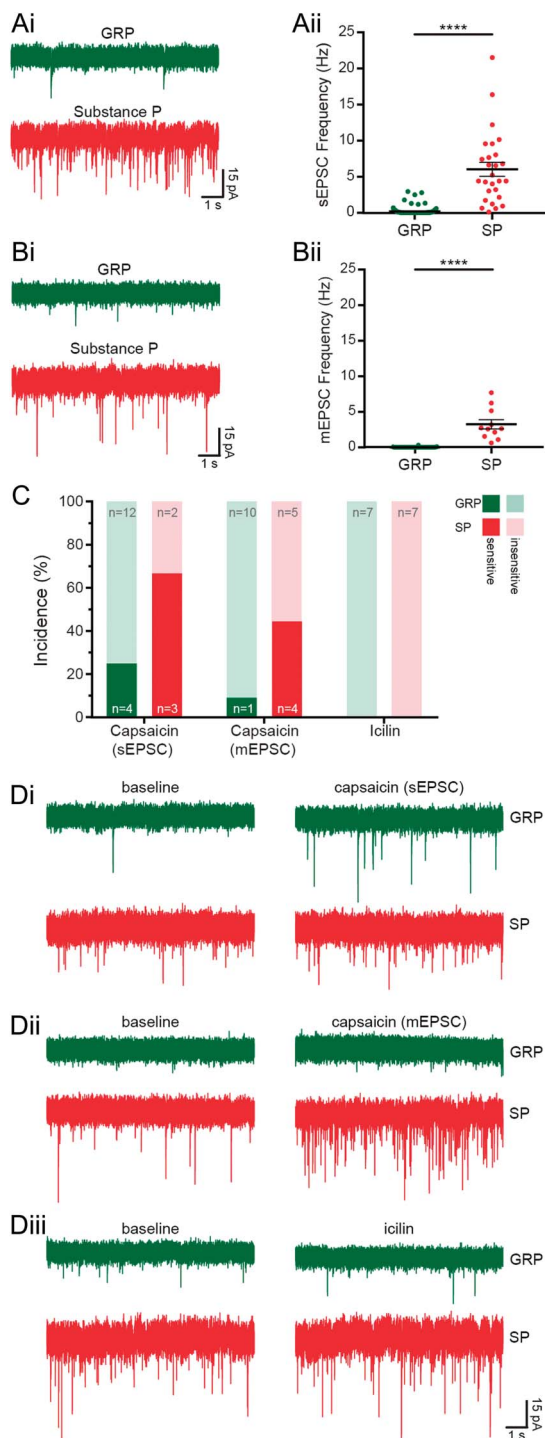 Ai
GRP
Substance P
15 pA
1 s
Aii
****
sEPSC Frequency (Hz)
25
20
15
10
5
0
GRP SP
Bi
GRP
Substance P
15 pA
1 s
Bii
****
mEPSC Frequency (Hz)
25
20
15
10
5
0
GRP SP
C
Incidence (%)
100
80
60
40
20
0
n=12 n=2 n=10 n=5 n=7 n=7
n=4 n=3 n=1 n=4
Capsaicin
(sEPSC)
Capsaicin
(mEPSC)
Icilin
GRP
SP
sensitive
insensitive
Di
baseline capsaicin (sEPSC)
GRP
SP
Dii
baseline capsaicin (mEPSC)
GRP
SP
Diii
baseline icilin
GRP
SP
15 pA
1 s